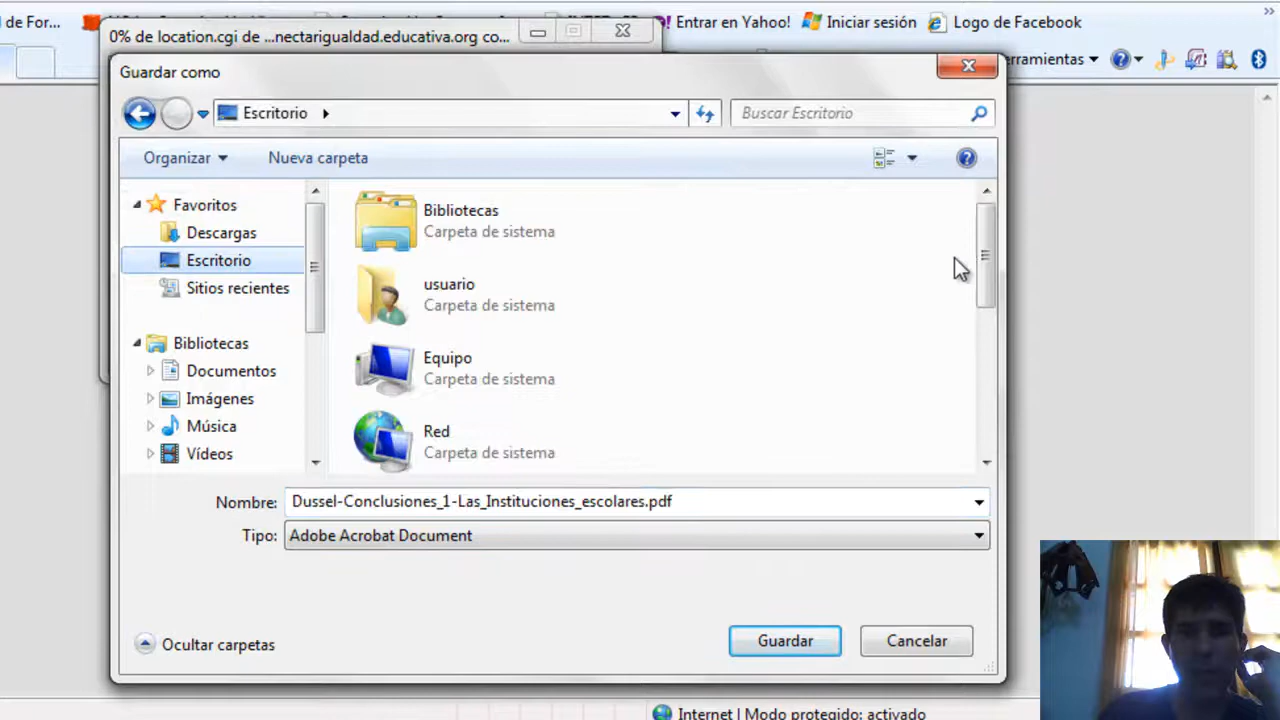 de For...
Entrar en Yahoo!
Iniciar sesión
Logo de Facebook
0% de location.cgi de ...nectarigualdad.educativa.org co...
erramientas
Guardar como
Escritorio
Buscar Escritorio
Organizar
Nueva carpeta
Favoritos
Descargas
Escritorio
Sitios recientes
Bibliotecas
Documentos
Imágenes
Música
Vídeos
Bibliotecas
Carpeta de sistema
usuario
Carpeta de sistema
Equipo
Carpeta de sistema
Red
Carpeta de sistema
Nombre: Dussel-Conclusiones_1-Las_Instituciones_escolares.pdf
Tipo: Adobe Acrobat Document
Ocultar carpetas
Guardar
Cancelar
Internet | Modo protegido: activado